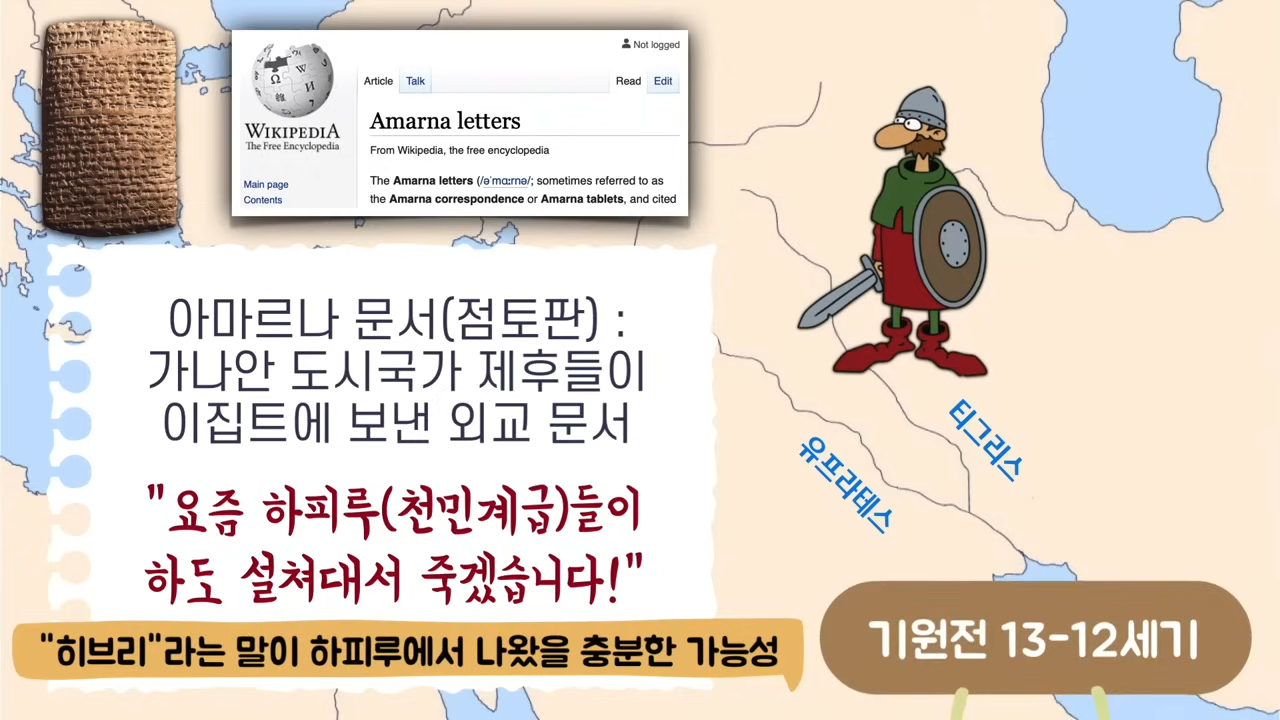 Not logged
Article Talk Read Edit
WIKIPEDIA
The Free Encyclopedia
Main page
Contents
Amarna letters
From Wikipedia, the free encyclopedia
The Amarna letters (/əˈmɑːrnə/; sometimes referred to as
the Amarna correspondence or Amarna tablets, and cited
아마르나 문서(점토판) :
가나안 도시국가 제후들이
이집트에 보낸 외교 문서
"요즘 하피루(천민계급)들이
하도 설쳐대서 죽겠습니다!"
"히브리"라는 말이 하피루에서 나왔을 충분한 가능성
티그리스
유프라테스
기원전 13-12세기